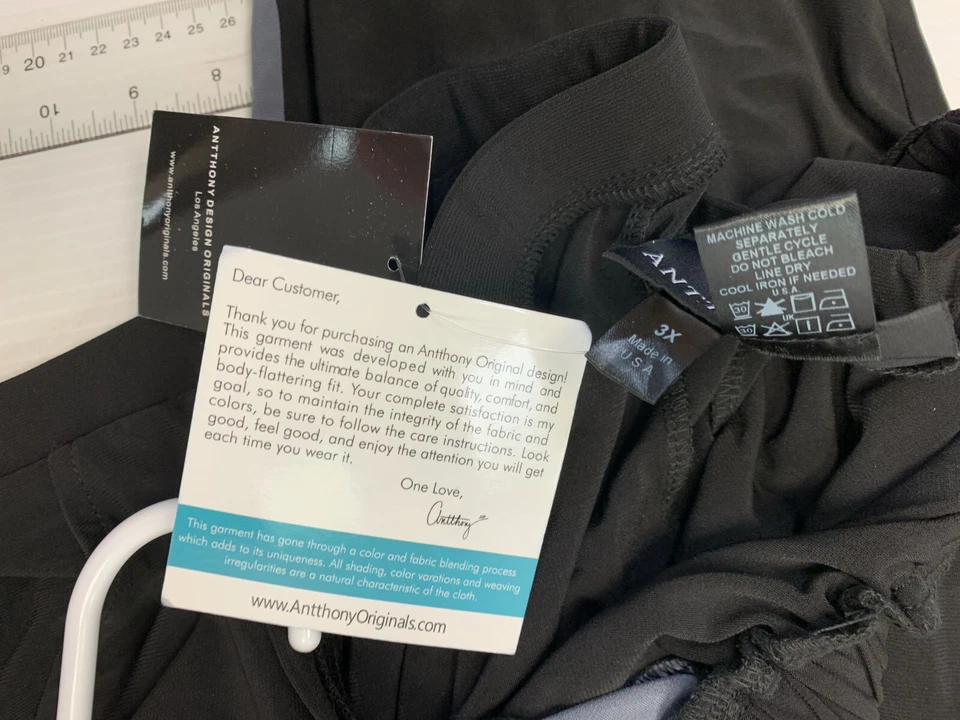 9 20 21 22 23 24 25 26
10 9 8
ANTTHONY DESIGN ORIGINALS
Los Angeles
www.antthonyoriginals.com
Dear Customer,
Thank you for purchasing an Antthony Original design!
This garment was developed with you in mind and
provides the ultimate balance of quality, comfort, and
body-flattering fit. Your complete satisfaction is my
goal, so to maintain the integrity of the fabric and
colors, be sure to follow the care instructions. Look
good, feel good, and enjoy the attention you will get
each time you wear it.
One Love,
Antthony
This garment has gone through a color and fabric blending process
which adds to its uniqueness. All shading, color varations and weaving
irregularities are a natural characteristic of the cloth.
www.AntthonyOriginals.com
ANTT
3X
Made in
USA
MACHINE WASH COLD
SEPARATELY
GENTLE CYCLE
DO NOT BLEACH
LINE DRY
COOL IRON IF NEEDED
U.S.A
30
UK
30